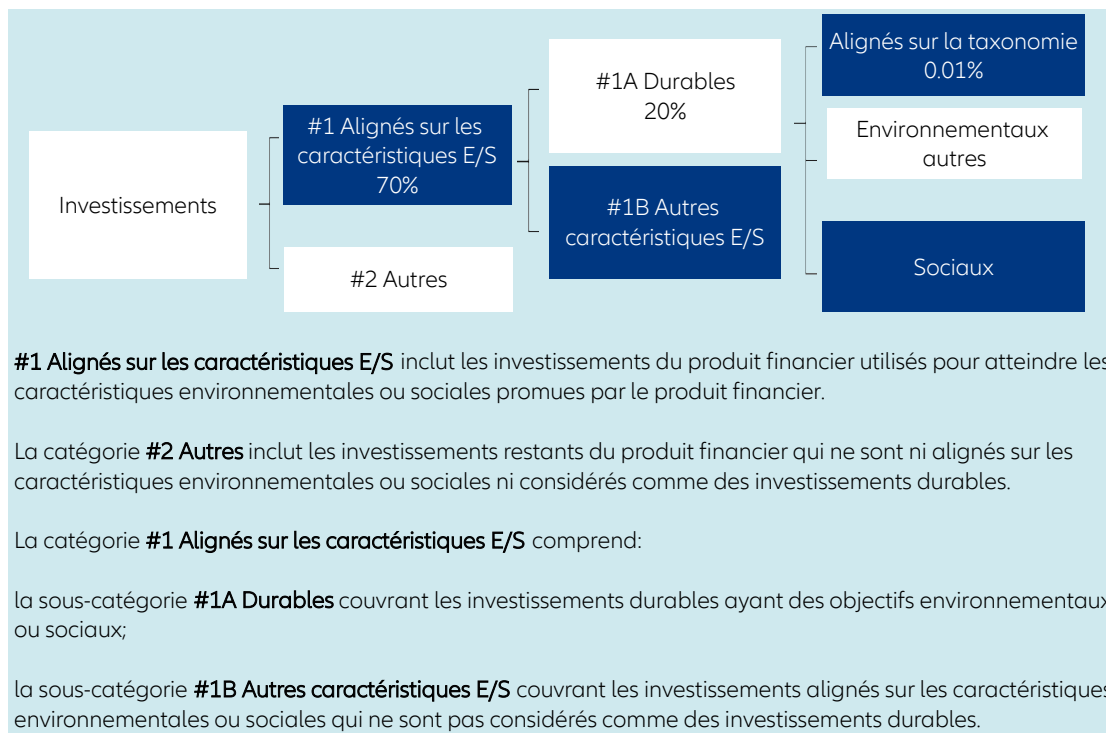 Investissements
#1 Alignés sur les
caractéristiques E/S
70%
#2 Autres
#1A Durables
20%
#1B Autres
caractéristiques E/S
Alignés sur la taxonomie
0.01%
Environnementaux
autres
Sociaux
#1 Alignés sur les caractéristiques E/S inclut les investissements du produit financier utilisés pour atteindre les
caractéristiques environnementales ou sociales promues par le produit financier.
La catégorie #2 Autres inclut les investissements restants du produit financier qui ne sont ni alignés sur les
caractéristiques environnementales ou sociales ni considérés comme des investissements durables.
La catégorie #1 Alignés sur les caractéristiques E/S comprend:
la sous-catégorie #1A Durables couvrant les investissements durables ayant des objectifs environnementaux
ou sociaux;
la sous-catégorie #1B Autres caractéristiques E/S couvrant les investissements alignés sur les caractéristiques
environnementales ou sociales qui ne sont pas considérés comme des investissements durables.